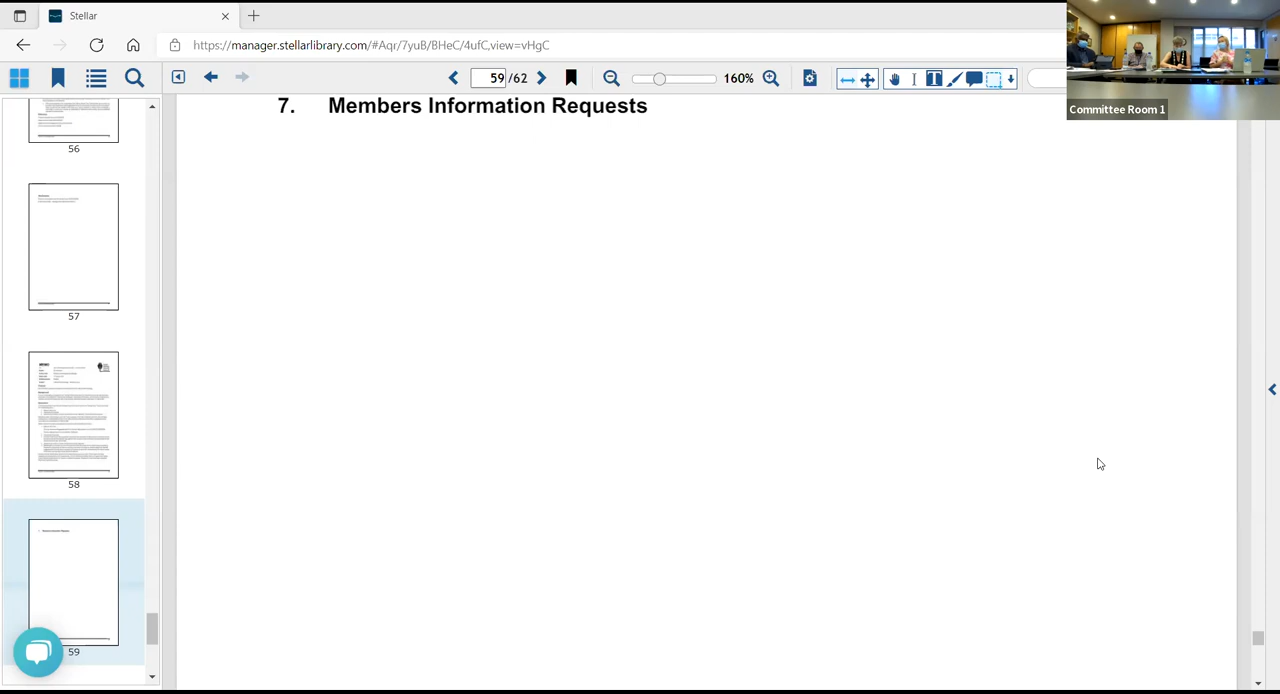 Stellar
https://manager.stellarlibrary.com/#Aqr/7yuB/BHeC/4ufC,view=vHgC
59 /62
160%
T
Committee Room 1
7. Members Information Requests
56
57
58
59